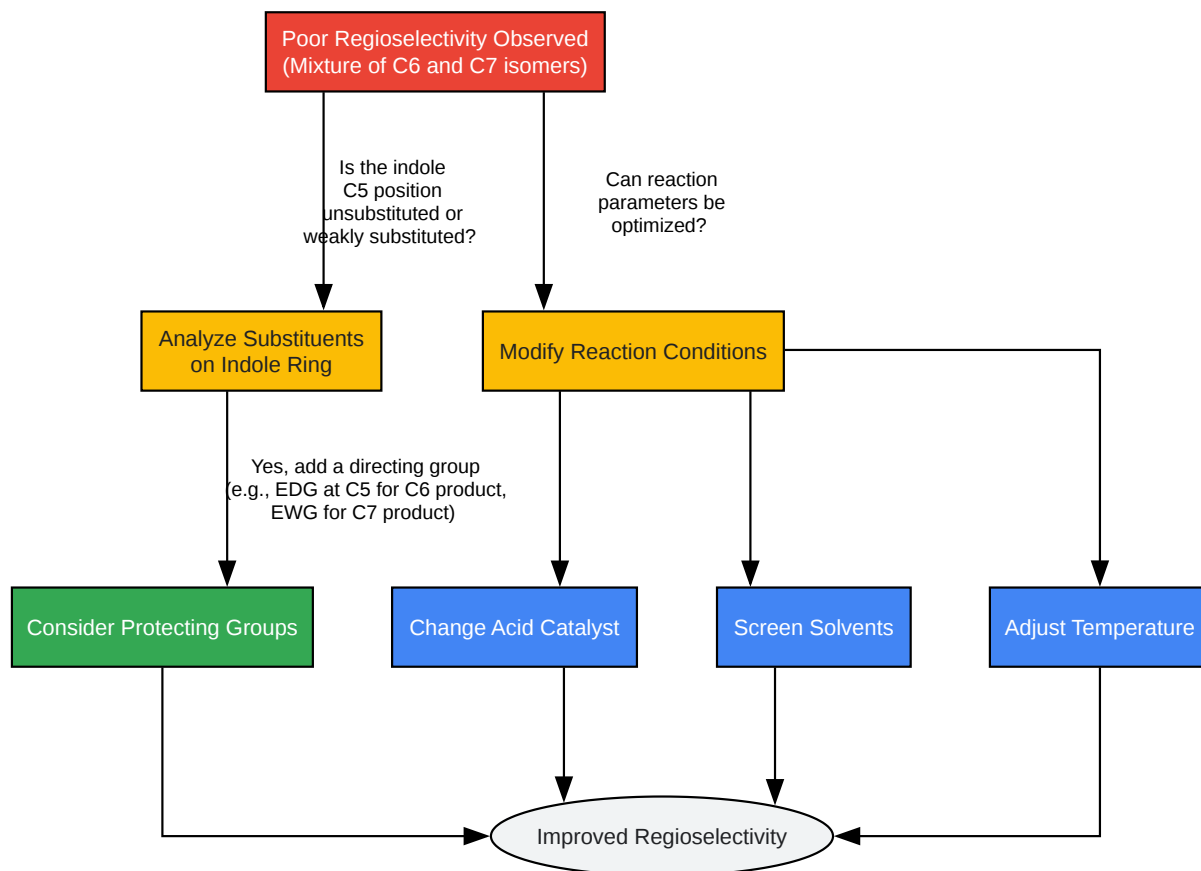 Poor Regioselectivity Observed
(Mixture of C6 and C7 isomers)
Is the indole
C5 position
unsubstituted or
weakly substituted?
Can reaction
parameters be
optimized?
Analyze Substituents
on Indole Ring
Modify Reaction Conditions
Yes, add a directing group
(e.g., EDG at C5 for C6 product,
EWG for C7 product)
Consider Protecting Groups
Change Acid Catalyst
Screen Solvents
Adjust Temperature
Improved Regioselectivity